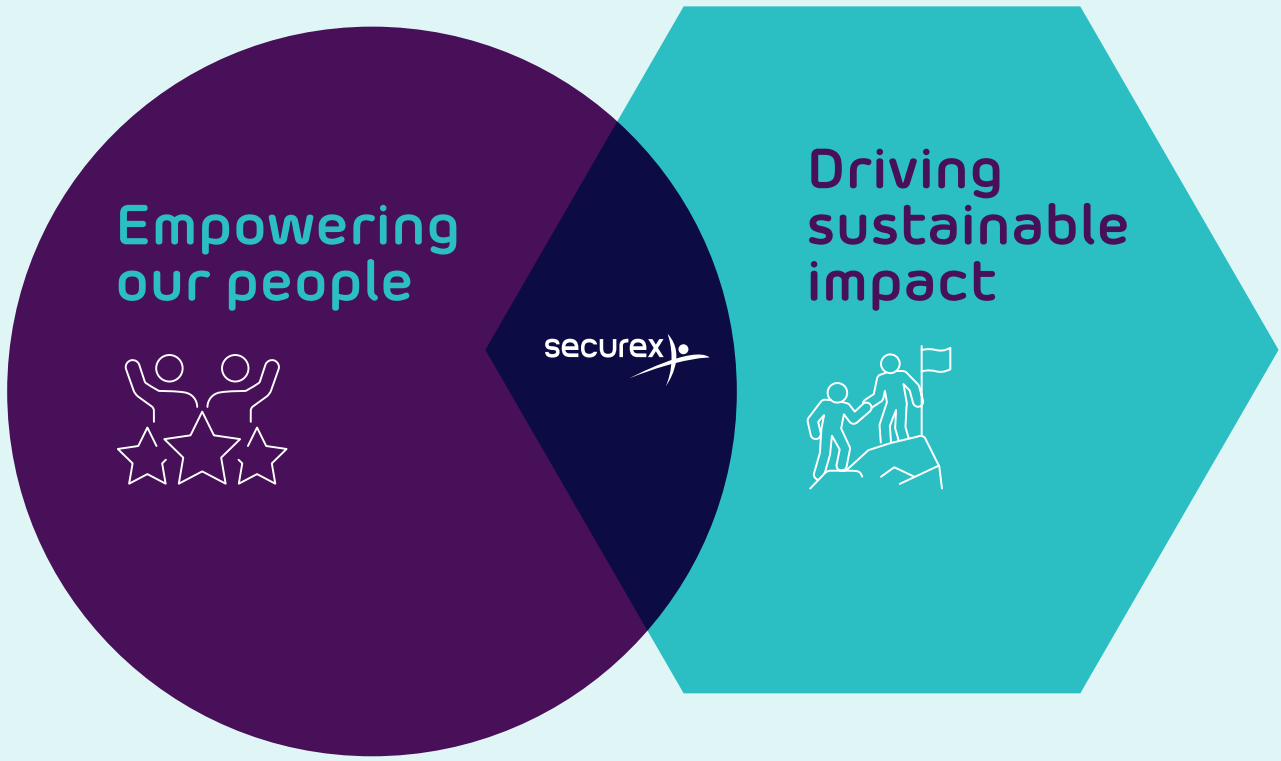 Empowering
our people
securex
Driving
sustainable
impact